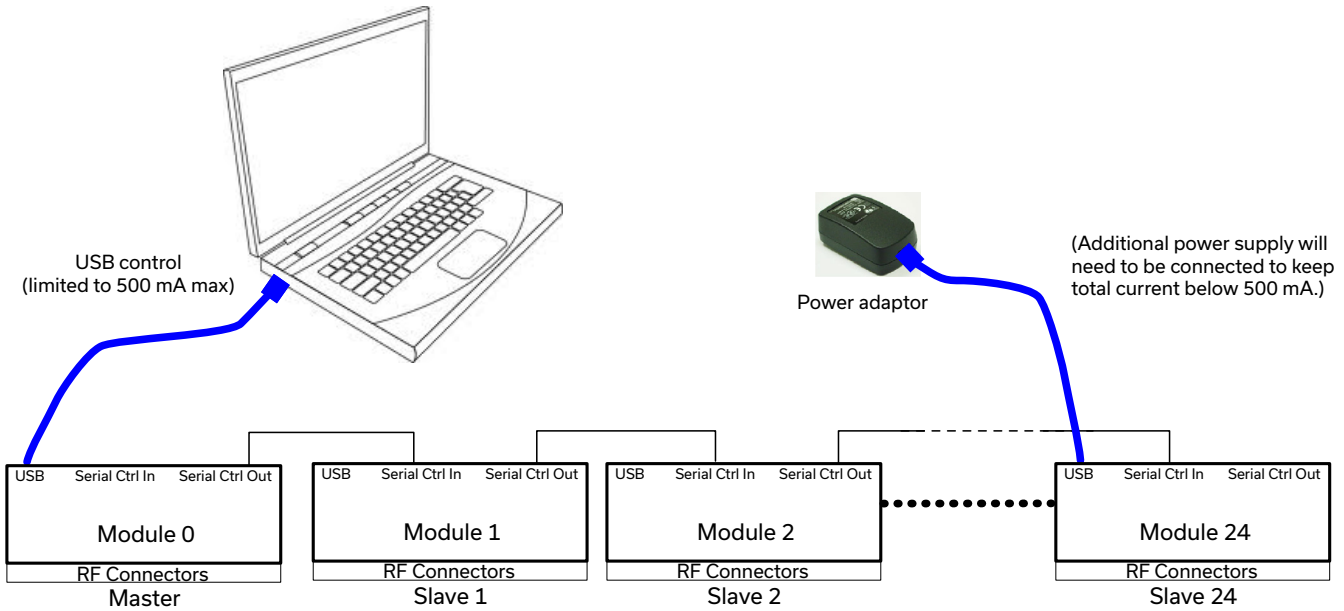 USB control
(limited to 500 mA max)
Power adaptor
(Additional power supply will
need to be connected to keep
total current below 500 mA.)
USB Serial Ctrl In Serial Ctrl Out
Module 0
RF Connectors
Master
USB Serial Ctrl In Serial Ctrl Out
Module 1
RF Connectors
Slave 1
USB Serial Ctrl In Serial Ctrl Out
Module 2
RF Connectors
Slave 2
USB Serial Ctrl In Serial Ctrl Out
Module 24
RF Connectors
Slave 24